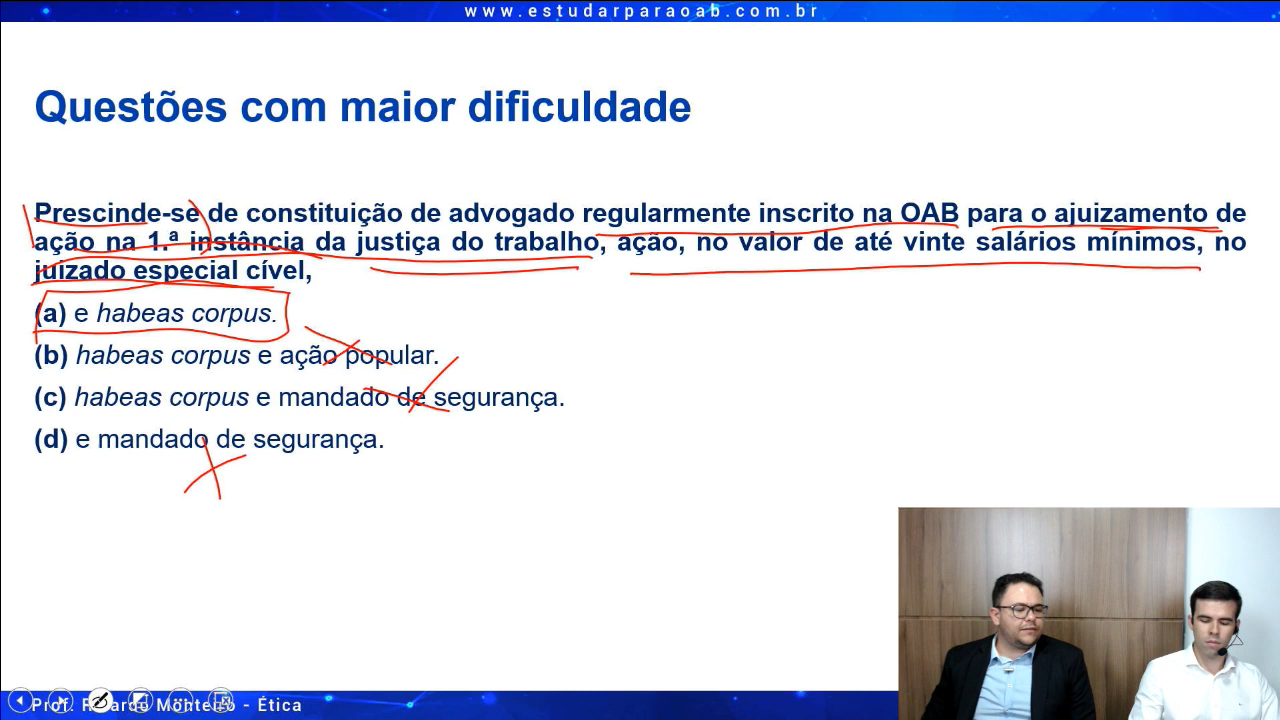 www.estudarparaoab.com.br
Questões com maior dificuldade
Prescinde-se de constituição de advogado regularmente inscrito na OAB para o ajuizamento de
ação na 1.ª instância da justiça do trabalho, ação, no valor de até vinte salários mínimos, no
juizado especial cível,
(a) e habeas corpus.
(b) habeas corpus e ação popular.
(c) habeas corpus e mandado de segurança.
(d) e mandado de segurança.
Prof. Ricardo Monteiro - Ética